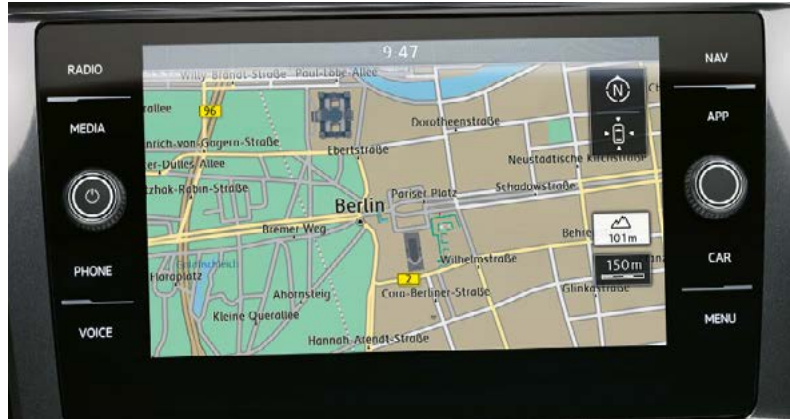 9:47
RADIO
MEDIA
PHONE
VOICE
NAV
APP
CAR
MENU
Willy-Brandt-Straße
Paul-Löbe-Allee
rallee
96
Dorotheenstraße
nrich-von-Gagern-Straße
Ebertstraße
er-Dulles-Allee
Neustädtische Kirchstraße
tzhak-Rabin-Straße
Pariser Platz
Schadowstraße
Berlin
Bremer Weg
Behre
N
101m
150m
Floraplatz
Wilhelmstraße
2
Ahornsteig
Cora-Berliner-Straße
Glinkastraße
Kleine Querallee
Hannah-Arendt-Straße